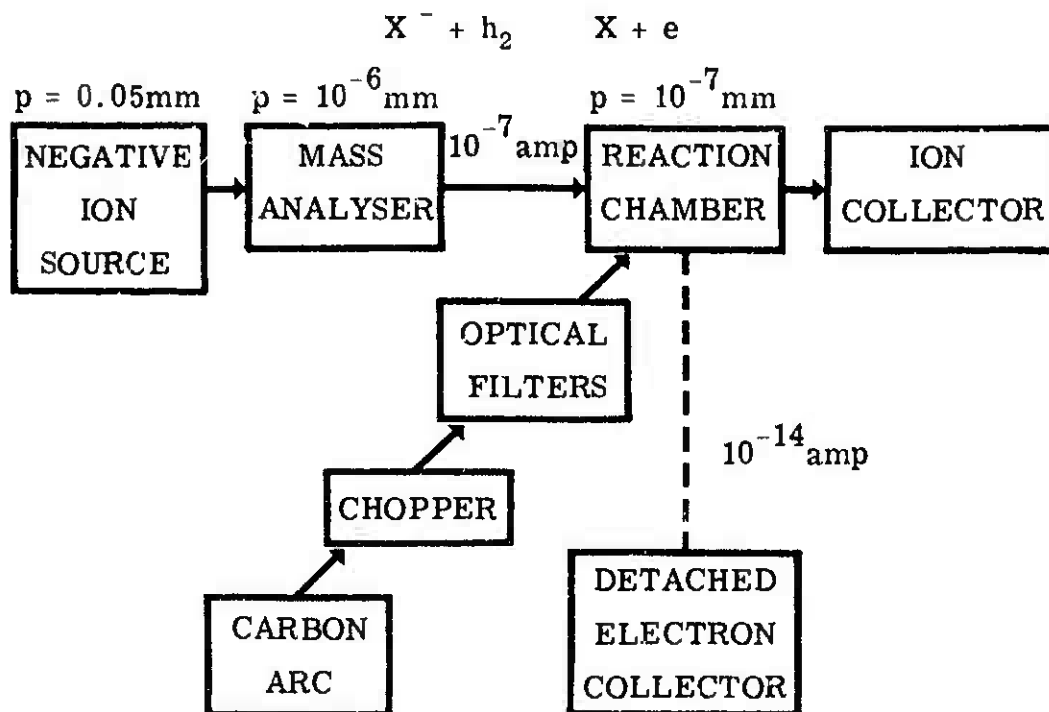 X⁻ + h₂ X + e
p = 0.05mm
p = 10⁻⁶mm
p = 10⁻⁷mm
NEGATIVE
ION
SOURCE
MASS
ANALYSER
10⁻⁷amp
REACTION
CHAMBER
ION
COLLECTOR
OPTICAL
FILTERS
10⁻¹⁴amp
CHOPPER
CARBON
ARC
DETACHED
ELECTRON
COLLECTOR